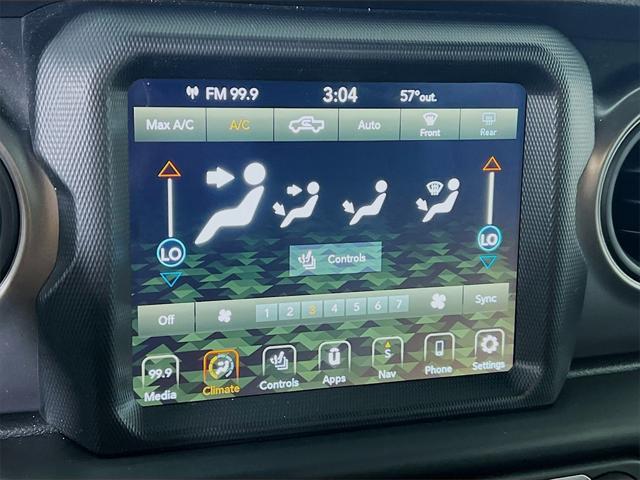 FM 99.9 3:04 57°out.
Max A/C A/C Auto Front Rear
LO LO
Controls
Off 1 2 3 4 5 6 7 Sync
99.9 S
Media Climate Controls Apps Nav Phone Settings